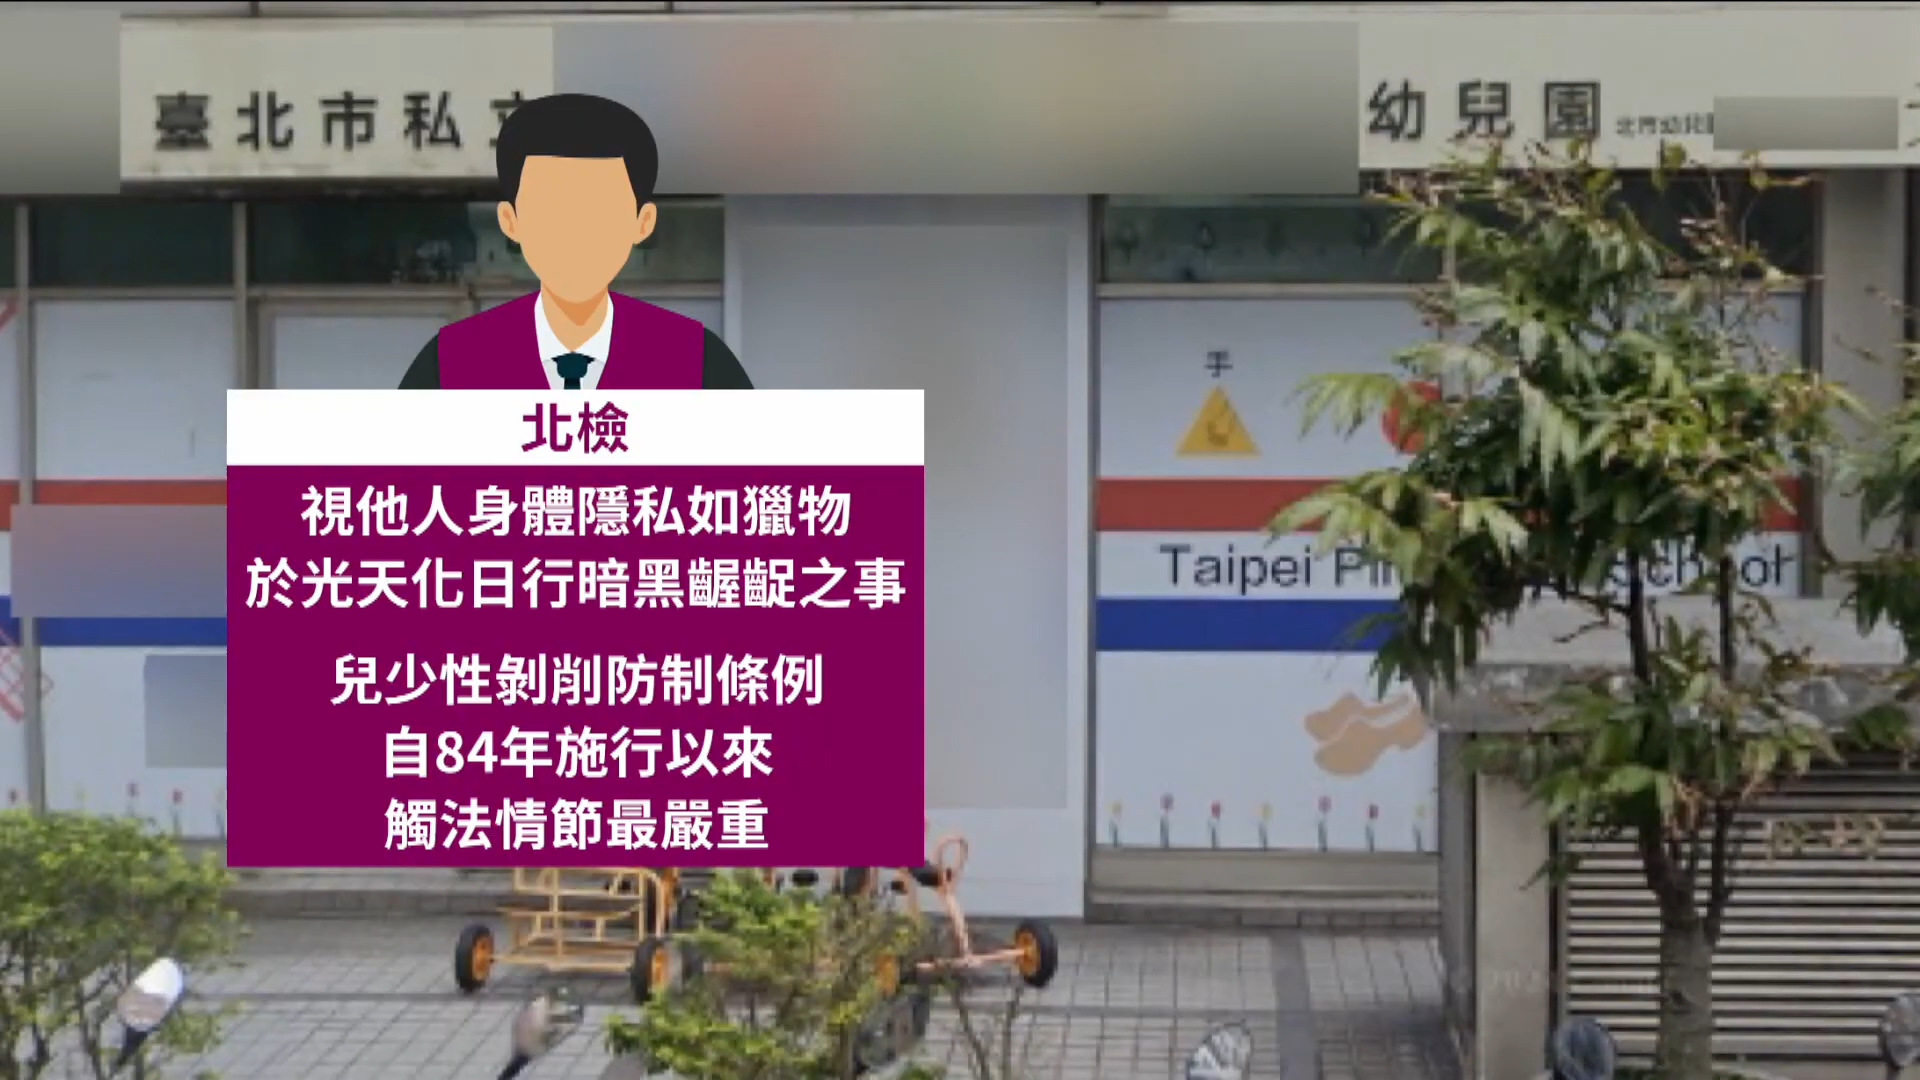 臺北市私立
幼兒園
北檢
視他人身體隱私如獵物
於光天化日行暗黑齷齪之事
兒少性剝削防制條例
自84年施行以來
觸法情節最嚴重
手
Taipei